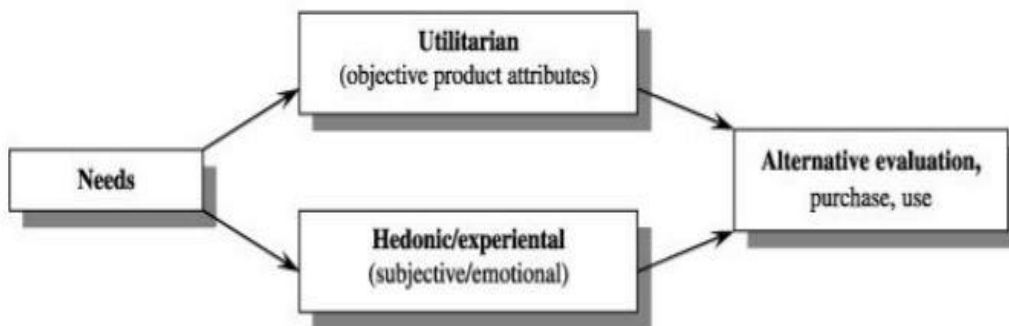 Utilitarian
(objective product attributes)
Needs
Hedonic/experiental
(subjective/emotional)
Alternative evaluation,
purchase, use